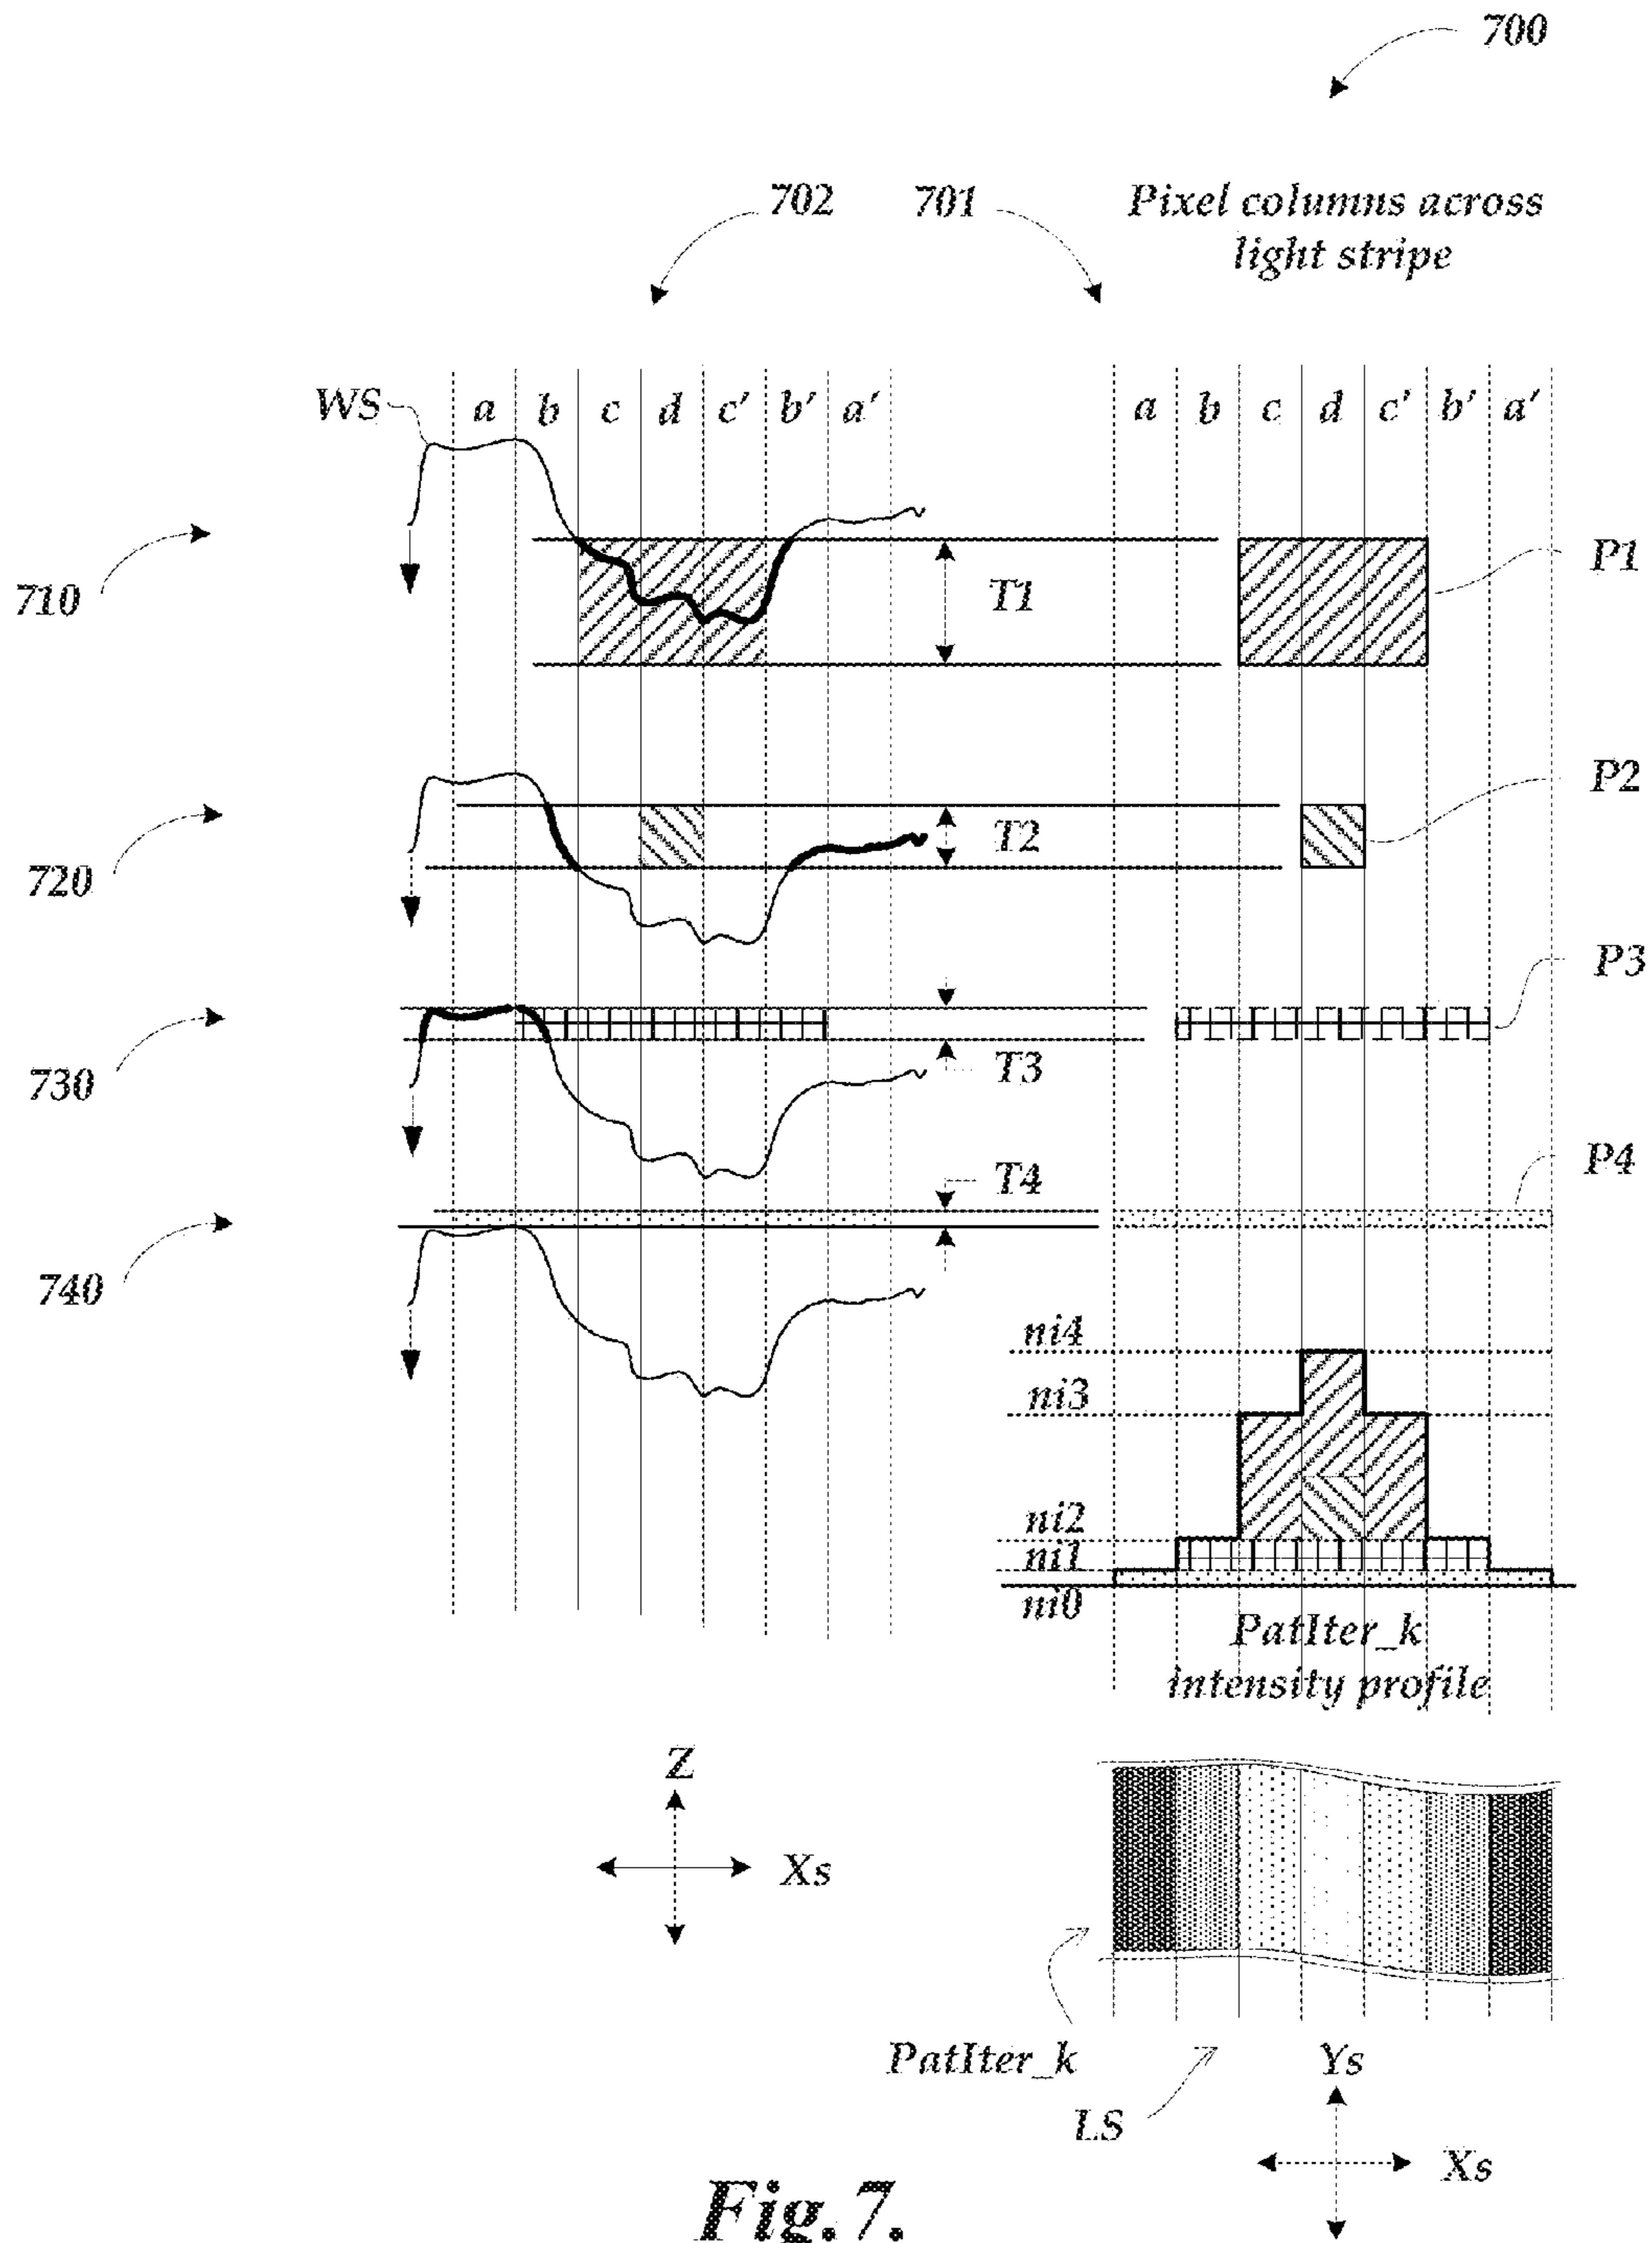 700
702 701 Pixel columns across
light stripe
WS a b c d c' b' a' a b c d c' b' a'
P1
710 T1
P2
720 T2
P3
730 T3
P4
T4
740
ni4
ni3
ni2
ni1
ni0
PatIter_k
intensity profile
Z
Xs
PatIter_k Ys
LS
Xs
Fig. 7.